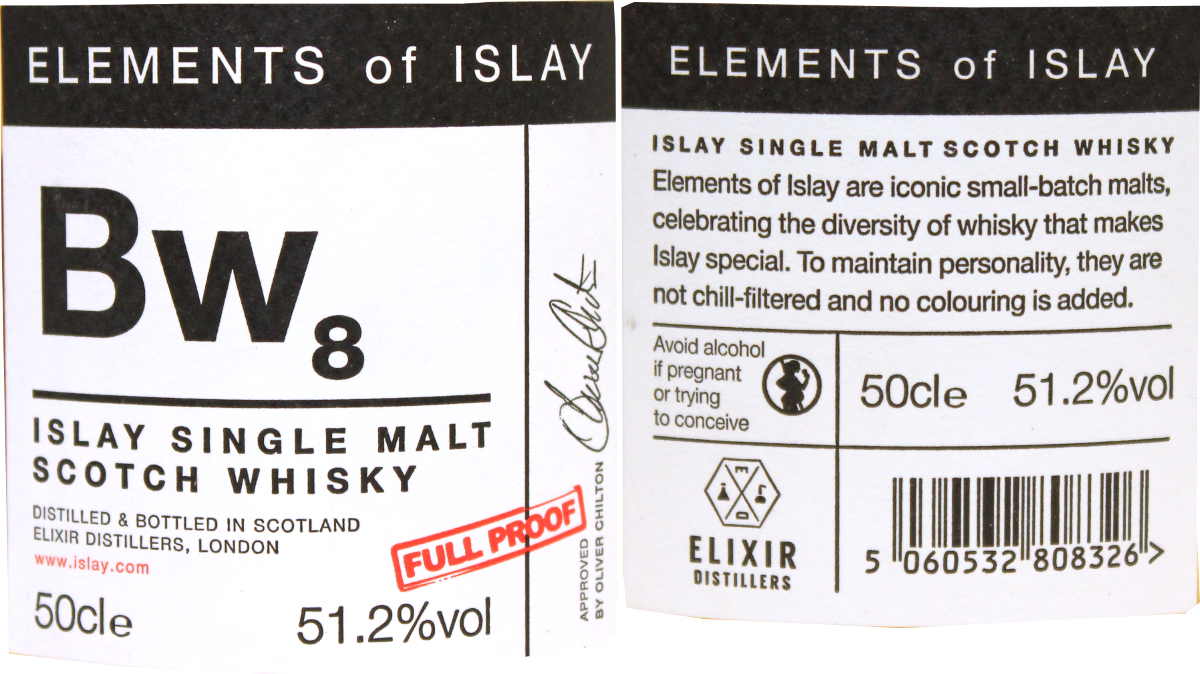 ELEMENTS of ISLAY
Bw8
ISLAY SINGLE MALT
SCOTCH WHISKY
DISTILLED & BOTTLED IN SCOTLAND
ELIXIR DISTILLERS, LONDON
www.islay.com
50cle
51.2%vol
FULL PROOF
APPROVED
BY OLIVER CHILTON
ELEMENTS of ISLAY
ISLAY SINGLE MALT SCOTCH WHISKY
Elements of Islay are iconic small-batch malts,
celebrating the diversity of whisky that makes
Islay special. To maintain personality, they are
not chill-filtered and no colouring is added.
Avoid alcohol
if pregnant
or trying
to conceive
50cle
51.2%vol
ELIXIR
DISTILLERS
5 060532 808326 >